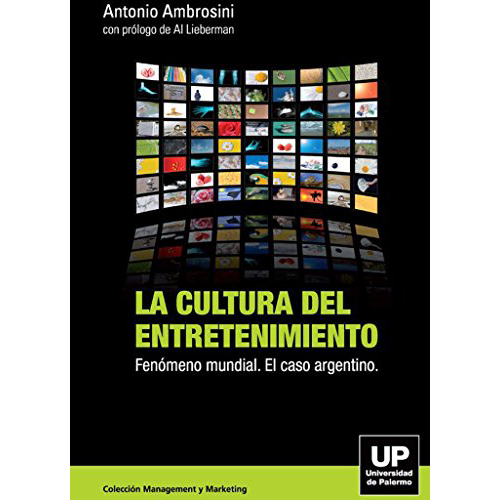 Antonio Ambrosini
con prólogo de Al Lieberman
LA CULTURA DEL
ENTRETENIMIENTO
Fenómeno mundial. El caso argentino.
UP
Universidad
de Palermo
Colección Management y Marketing